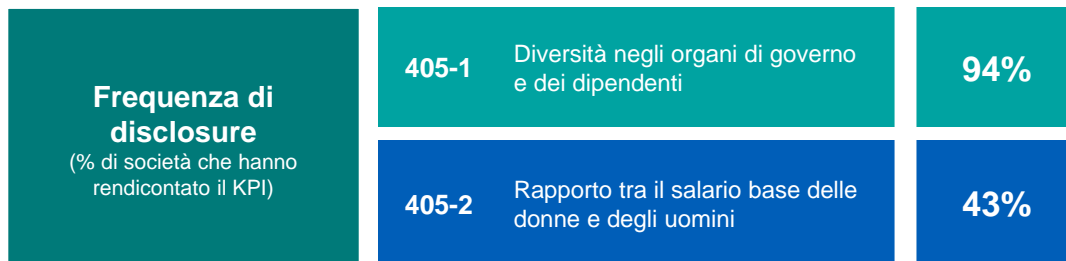 Frequenza di
disclosure
(% di società che hanno
rendicontato il KPI)
405-1
Diversità negli organi di governo
e dei dipendenti
94%
405-2
Rapporto tra il salario base delle
donne e degli uomini
43%